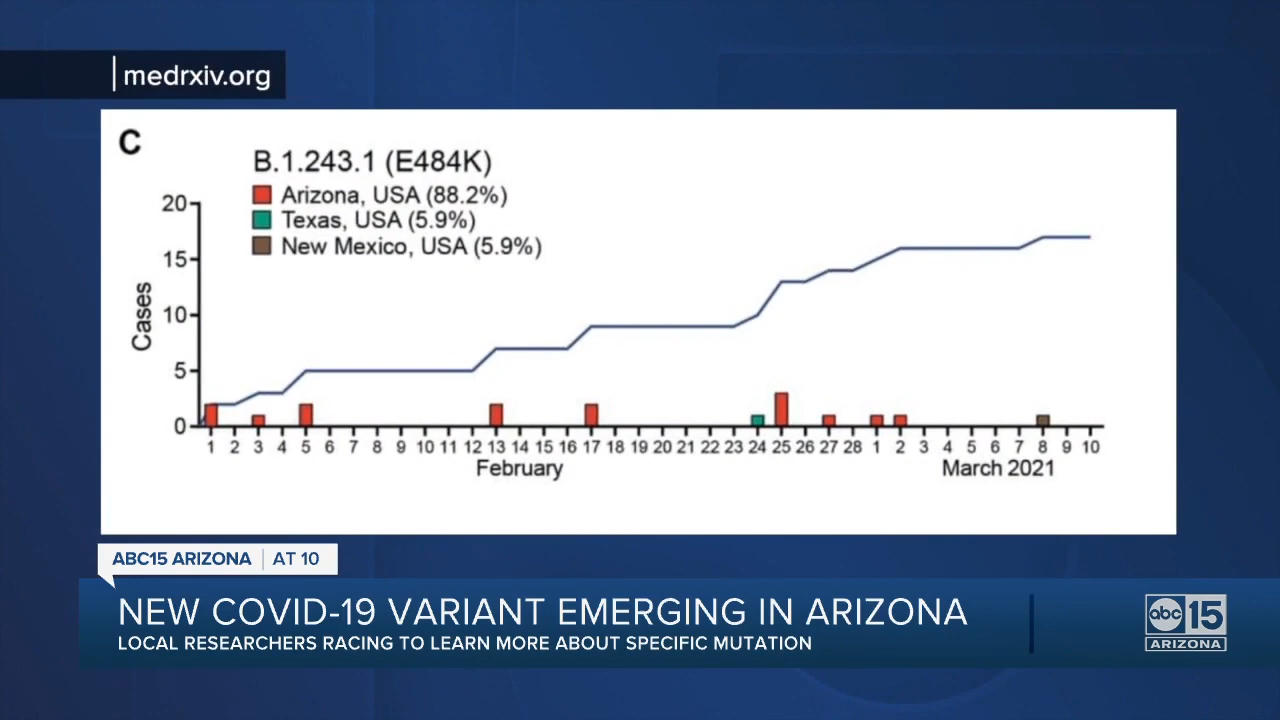 medrxiv.org
C
B.1.243.1 (E484K)
Arizona, USA (88.2%)
Texas, USA (5.9%)
New Mexico, USA (5.9%)
20
15
10
5
0
Cases
1 2 3 4 5 6 7 8 9 10 11 12 13 14 15 16 17 18 19 20 21 22 23 24 25 26 27 28 1 2 3 4 5 6 7 8 9 10
February March 2021
ABC15 ARIZONA | AT 10
NEW COVID-19 VARIANT EMERGING IN ARIZONA
LOCAL RESEARCHERS RACING TO LEARN MORE ABOUT SPECIFIC MUTATION
abc 15
ARIZONA